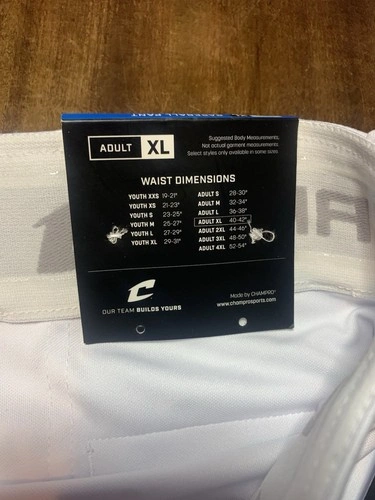 BASEBALL PANT
ADULT XL
Suggested Body Measurements,
Not actual garment measurements.
Select styles only available in some sizes
WAIST DIMENSIONS
YOUTH XXS 19-21" ADULT S 28-30"
YOUTH XS 21-23" ADULT M 32-34"
YOUTH S 23-25" ADULT L 36-38"
YOUTH M 25-27" ADULT XL 40-42"
YOUTH L 27-29" ADULT 2XL 44-46"
YOUTH XL 29-31" ADULT 3XL 48-50"
ADULT 4XL 52-54"
C
OUR TEAM BUILDS YOURS
Made by CHAMPRO®
www.champrosports.com